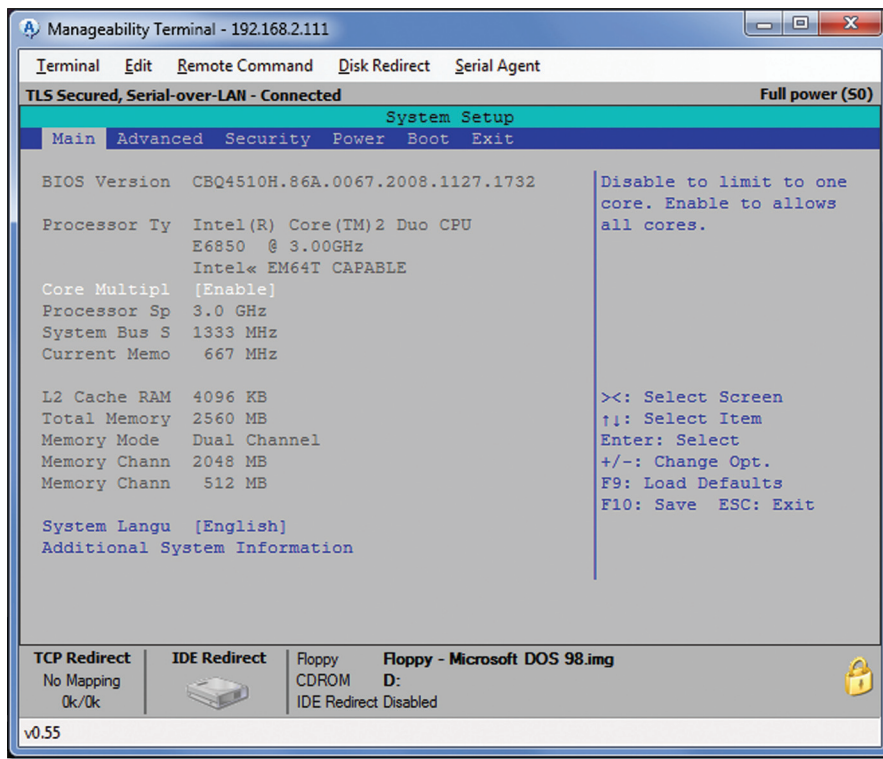 Manageability Terminal - 192.168.2.111
Terminal Edit Remote Command Disk Redirect Serial Agent
TLS Secured, Serial-over-LAN - Connected Full power (S0)
System Setup
Main Advanced Security Power Boot Exit
BIOS Version CBQ4510H.86A.0067.2008.1127.1732
Disable to limit to one
core. Enable to allows
Processor Ty Intel(R) Core(TM)2 Duo CPU
all cores.
E6850 @ 3.00GHz
Intel« EM64T CAPABLE
Core Multipl [Enable]
Processor Sp 3.0 GHz
System Bus S 1333 MHz
Current Memo 667 MHz
L2 Cache RAM 4096 KB
><: Select Screen
Total Memory 2560 MB
↑↓: Select Item
Memory Mode Dual Channel
Enter: Select
Memory Chann 2048 MB
+/-: Change Opt.
Memory Chann 512 MB
F9: Load Defaults
F10: Save ESC: Exit
System Langu [English]
Additional System Information
TCP Redirect
No Mapping
0k/0k
IDE Redirect
Floppy Floppy - Microsoft DOS 98.img
CDROM D:
IDE Redirect Disabled
v0.55